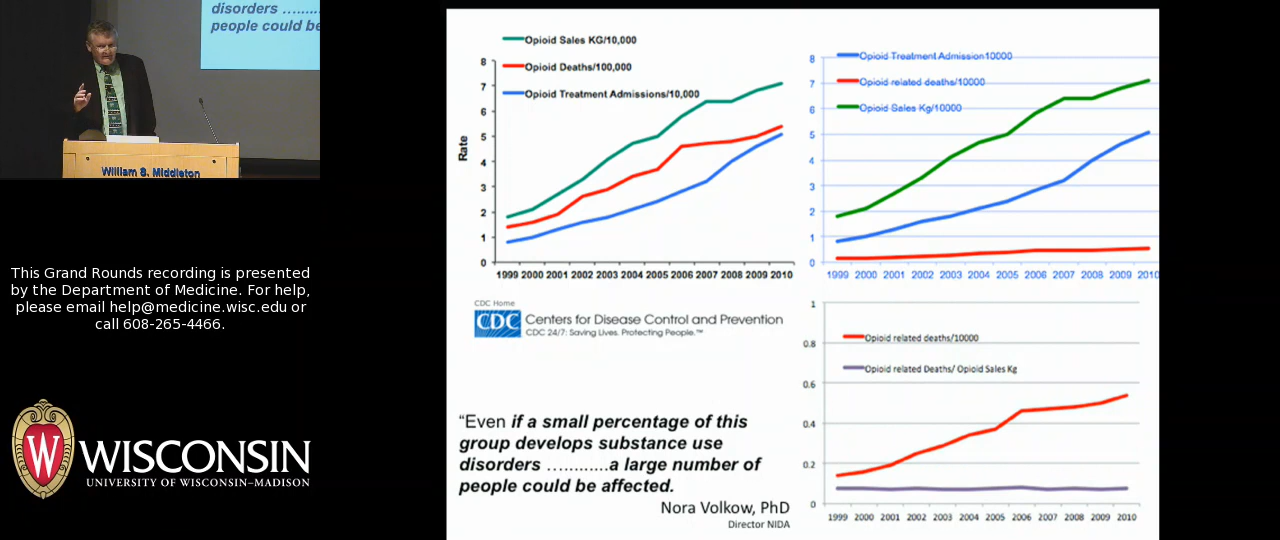 disorders ….......
people could be
William S. Middleton
This Grand Rounds recording is presented
by the Department of Medicine. For help,
please email help@medicine.wisc.edu or
call 608-265-4466.
W
WISCONSIN
UNIVERSITY OF WISCONSIN–MADISON
Opioid Sales KG/10,000
Opioid Deaths/100,000
Opioid Treatment Admissions/10,000
Rate
8
7
6
5
4
3
2
1
0
1999 2000 2001 2002 2003 2004 2005 2006 2007 2008 2009 2010
Opioid Treatment Admission10000
Opioid related deaths/10000
Opioid Sales Kg/10000
8
7
6
5
4
3
2
1
0
1999 2000 2001 2002 2003 2004 2005 2006 2007 2008 2009 2010
CDC Home
CDC
Centers for Disease Control and Prevention
CDC 24/7: Saving Lives. Protecting People.™
“Even if a small percentage of this
group develops substance use
disorders ….........a large number of
people could be affected.
Nora Volkow, PhD
Director NIDA
Opioid related deaths/10000
Opioid related Deaths/ Opioid Sales Kg
1
0.8
0.6
0.4
0.2
0
1999 2000 2001 2002 2003 2004 2005 2006 2007 2008 2009 2010